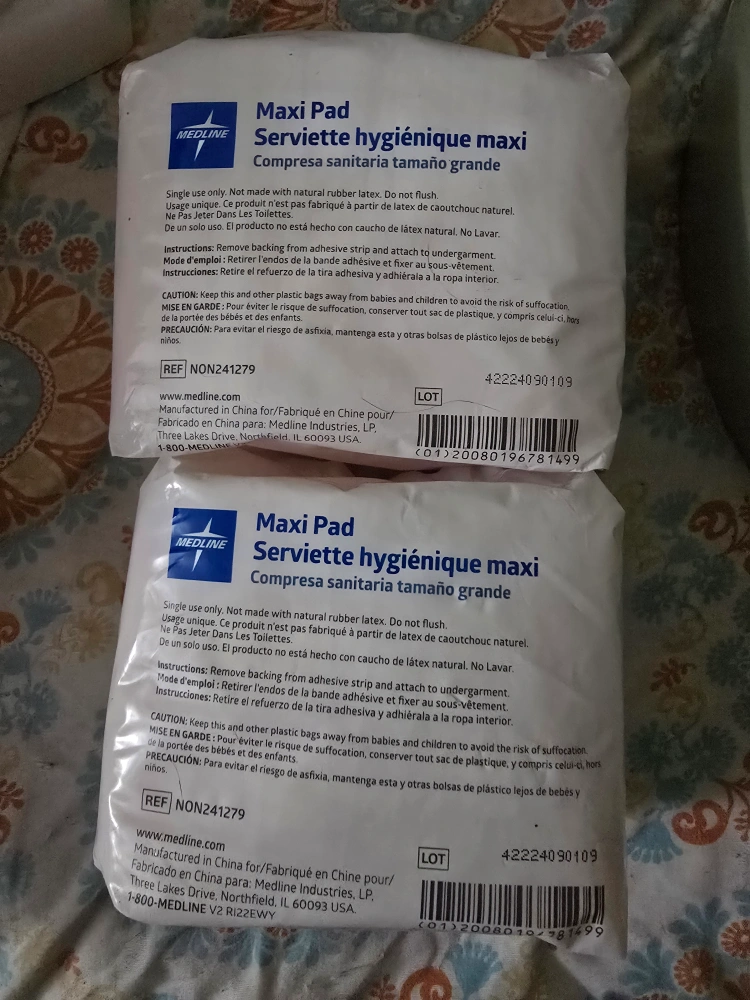 MEDLINE
Maxi Pad
Serviette hygiénique maxi
Compresa sanitaria tamaño grande
Single use only. Not made with natural rubber latex. Do not flush.
Usage unique. Ce produit n'est pas fabriqué à partir de latex de caoutchouc naturel.
Ne Pas Jeter Dans Les Toilettes.
De un solo uso. El producto no está hecho con caucho de látex natural. No Lavar.
Instructions: Remove backing from adhesive strip and attach to undergarment.
Mode d'emploi : Retirer l'endos de la bande adhésive et fixer au sous-vêtement.
Instrucciones: Retire el refuerzo de la tira adhesiva y adhiérala a la ropa interior.
CAUTION: Keep this and other plastic bags away from babies and children to avoid the risk of suffocation.
MISE EN GARDE : Pour éviter le risque de suffocation, conserver tout sac de plastique, y compris celui-ci, hors
de la portée des bébés et des enfants.
PRECAUCIÓN: Para evitar el riesgo de asfixia, mantenga esta y otras bolsas de plástico lejos de bebés y
niños.
REF NON241279
42224090109
LOT
www.medline.com
Manufactured in China for/Fabriqué en Chine pour/
Fabricado en China para: Medline Industries, LP,
Three Lakes Drive, Northfield, IL 60093 USA.
1-800-MEDLINE
(01)20080196781499
MEDLINE
Maxi Pad
Serviette hygiénique maxi
Compresa sanitaria tamaño grande
Single use only. Not made with natural rubber latex. Do not flush.
Usage unique. Ce produit n'est pas fabriqué à partir de latex de caoutchouc naturel.
Ne Pas Jeter Dans Les Toilettes.
De un solo uso. El producto no está hecho con caucho de látex natural. No Lavar.
Instructions: Remove backing from adhesive strip and attach to undergarment.
Mode d'emploi : Retirer l'endos de la bande adhésive et fixer au sous-vêtement.
Instrucciones: Retire el refuerzo de la tira adhesiva y adhiérala a la ropa interior.
CAUTION: Keep this and other plastic bags away from babies and children to avoid the risk of suffocation.
MISE EN GARDE : Pour éviter le risque de suffocation, conserver tout sac de plastique, y compris celui-ci, hors
de la portée des bébés et des enfants.
PRECAUCIÓN: Para evitar el riesgo de asfixia, mantenga esta y otras bolsas de plástico lejos de bebés y
niños.
REF NON241279
LOT 42224090109
www.medline.com
Manufactured in China for/Fabriqué en Chine pour/
Fabricado en China para: Medline Industries, LP,
Three Lakes Drive, Northfield, IL 60093 USA.
1-800-MEDLINE V2 RI22EWY
(01)20080196781499